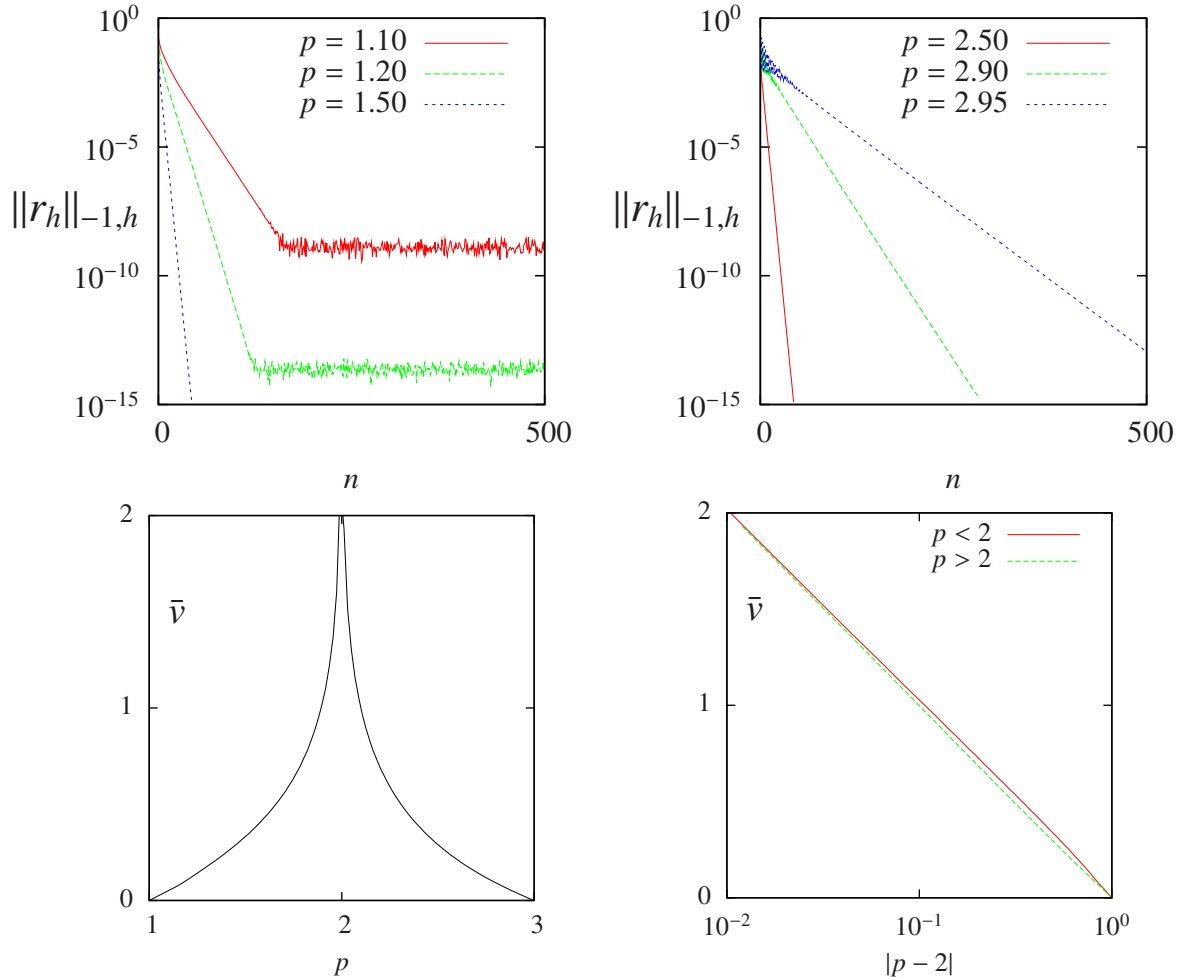 10^0
p = 1.10
p = 1.20
p = 1.50
10^−5
||r_h||_−1,h
10^−10
10^−15
0
500
n
10^0
p = 2.50
p = 2.90
p = 2.95
10^−5
||r_h||_−1,h
10^−10
10^−15
0
500
n
2
v̄
1
0
1
2
3
p
2
p < 2
p > 2
v̄
1
0
10^−2
10^−1
10^0
|p − 2|